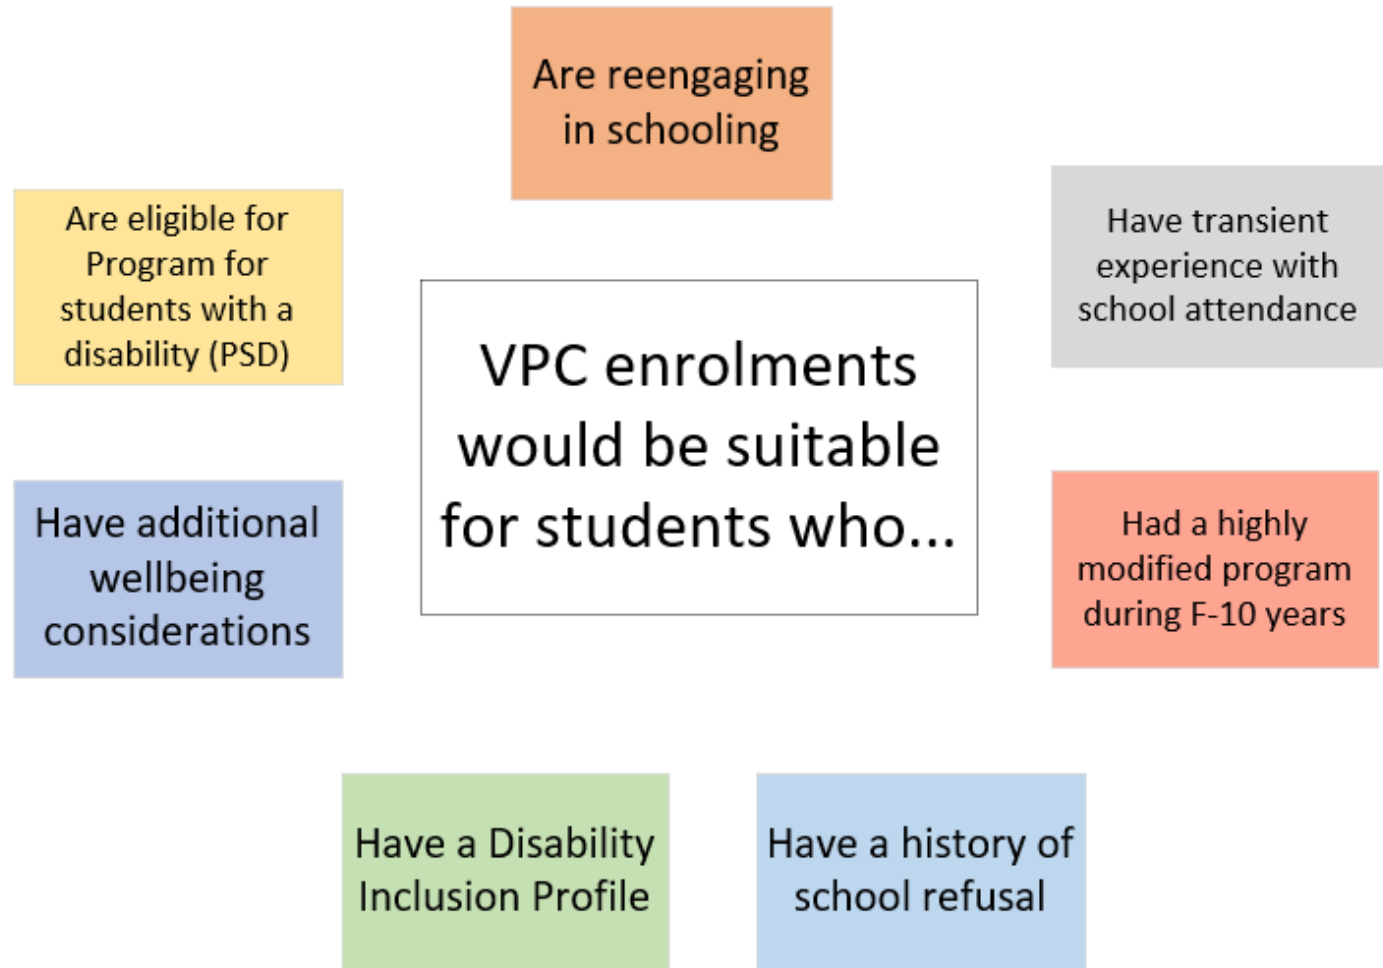 Are reengaging
in schooling
Are eligible for
Program for
students with a
disability (PSD)
Have transient
experience with
school attendance
VPC enrolments
would be suitable
for students who...
Have additional
wellbeing
considerations
Had a highly
modified program
during F-10 years
Have a Disability
Inclusion Profile
Have a history of
school refusal